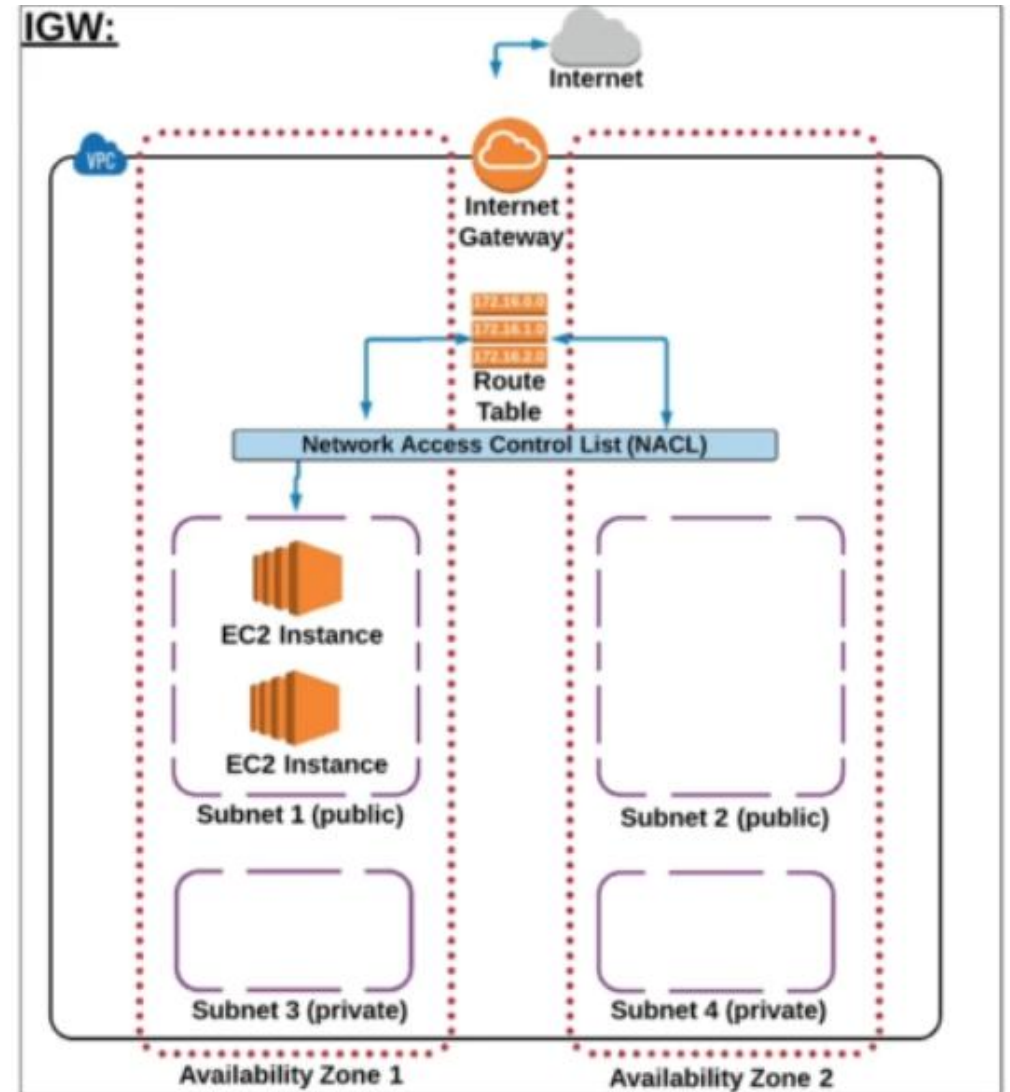 IGW:
Internet
VPC
Internet
Gateway
172.16.0.0
172.16.1.0
172.16.2.0
Route
Table
Network Access Control List (NACL)
EC2 Instance
EC2 Instance
Subnet 1 (public)
Subnet 2 (public)
Subnet 3 (private)
Subnet 4 (private)
Availability Zone 1
Availability Zone 2